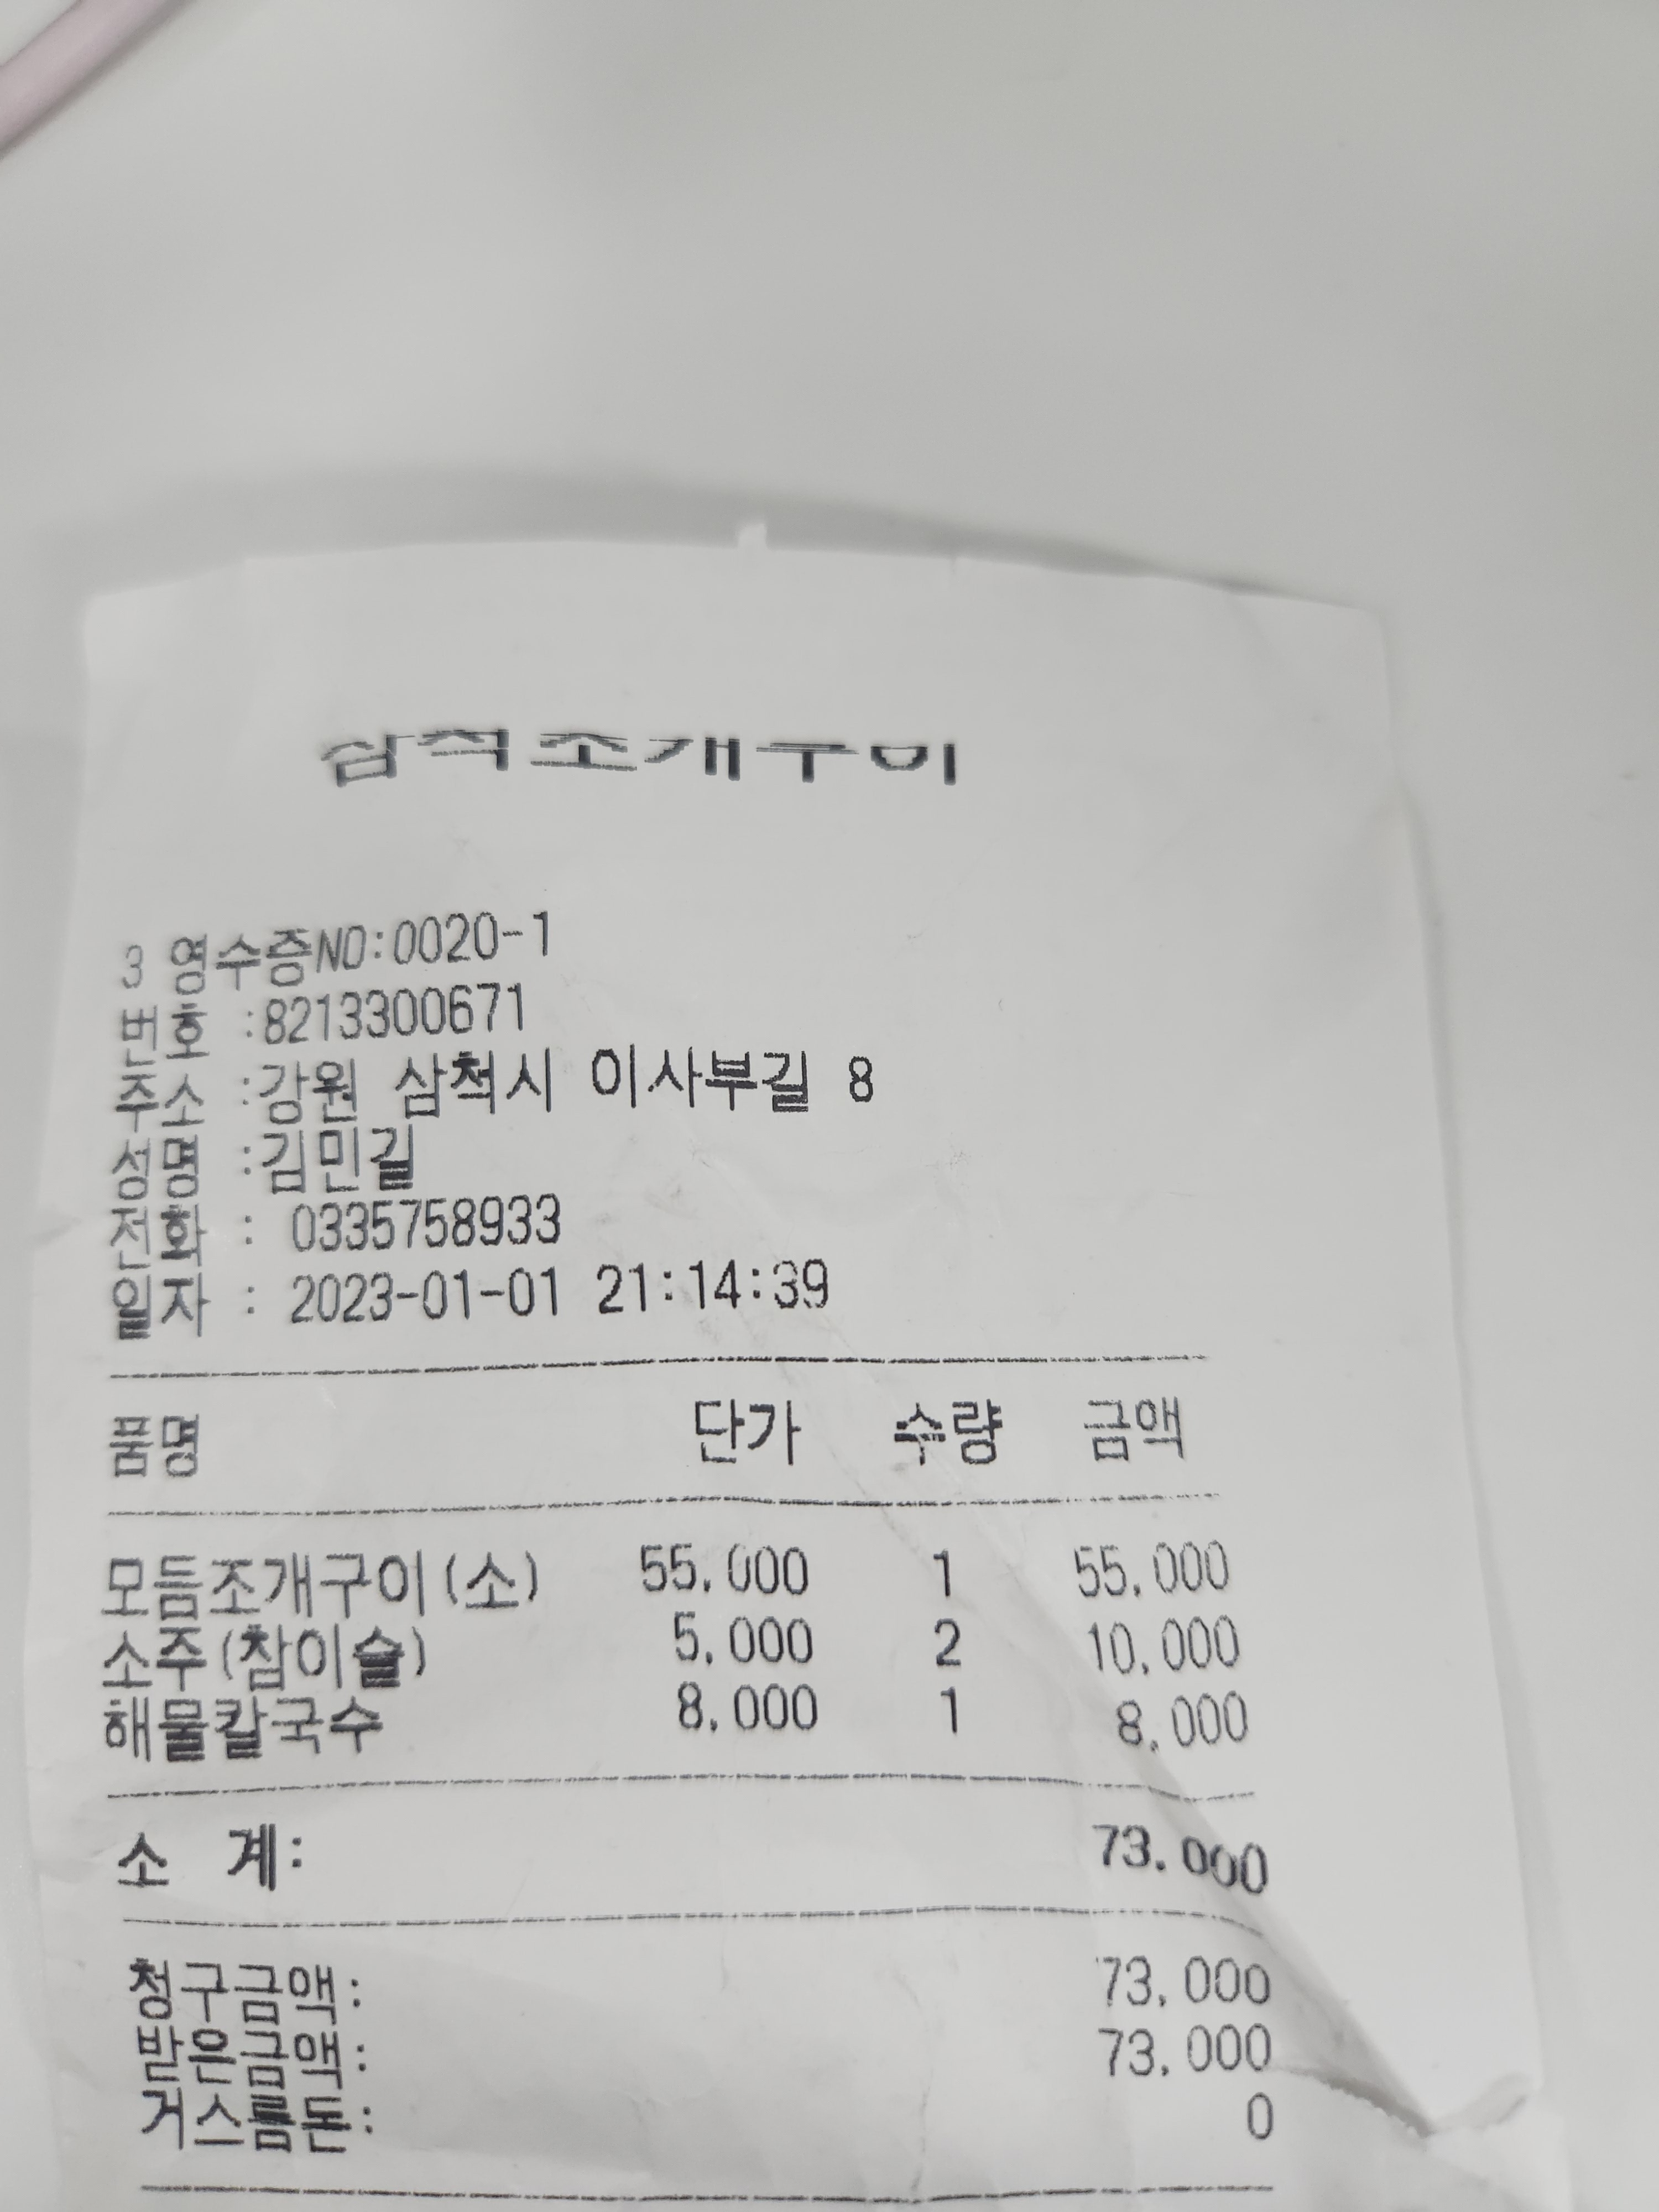 삼척조개구이
3 영수증NO:0020-1
번호 :8213300671
주소 :강원 삼척시 이사부길 8
성명 :김민길
전화 : 0335758933
일자 : 2023-01-01 21:14:39
품명 단가 수량 금액
모듬조개구이(소) 55,000 1 55,000
소주(참이슬) 5,000 2 10,000
해물칼국수 8,000 1 8,000
소 계: 73,000
청구금액: 73,000
받은금액: 73,000
거스름돈: 0